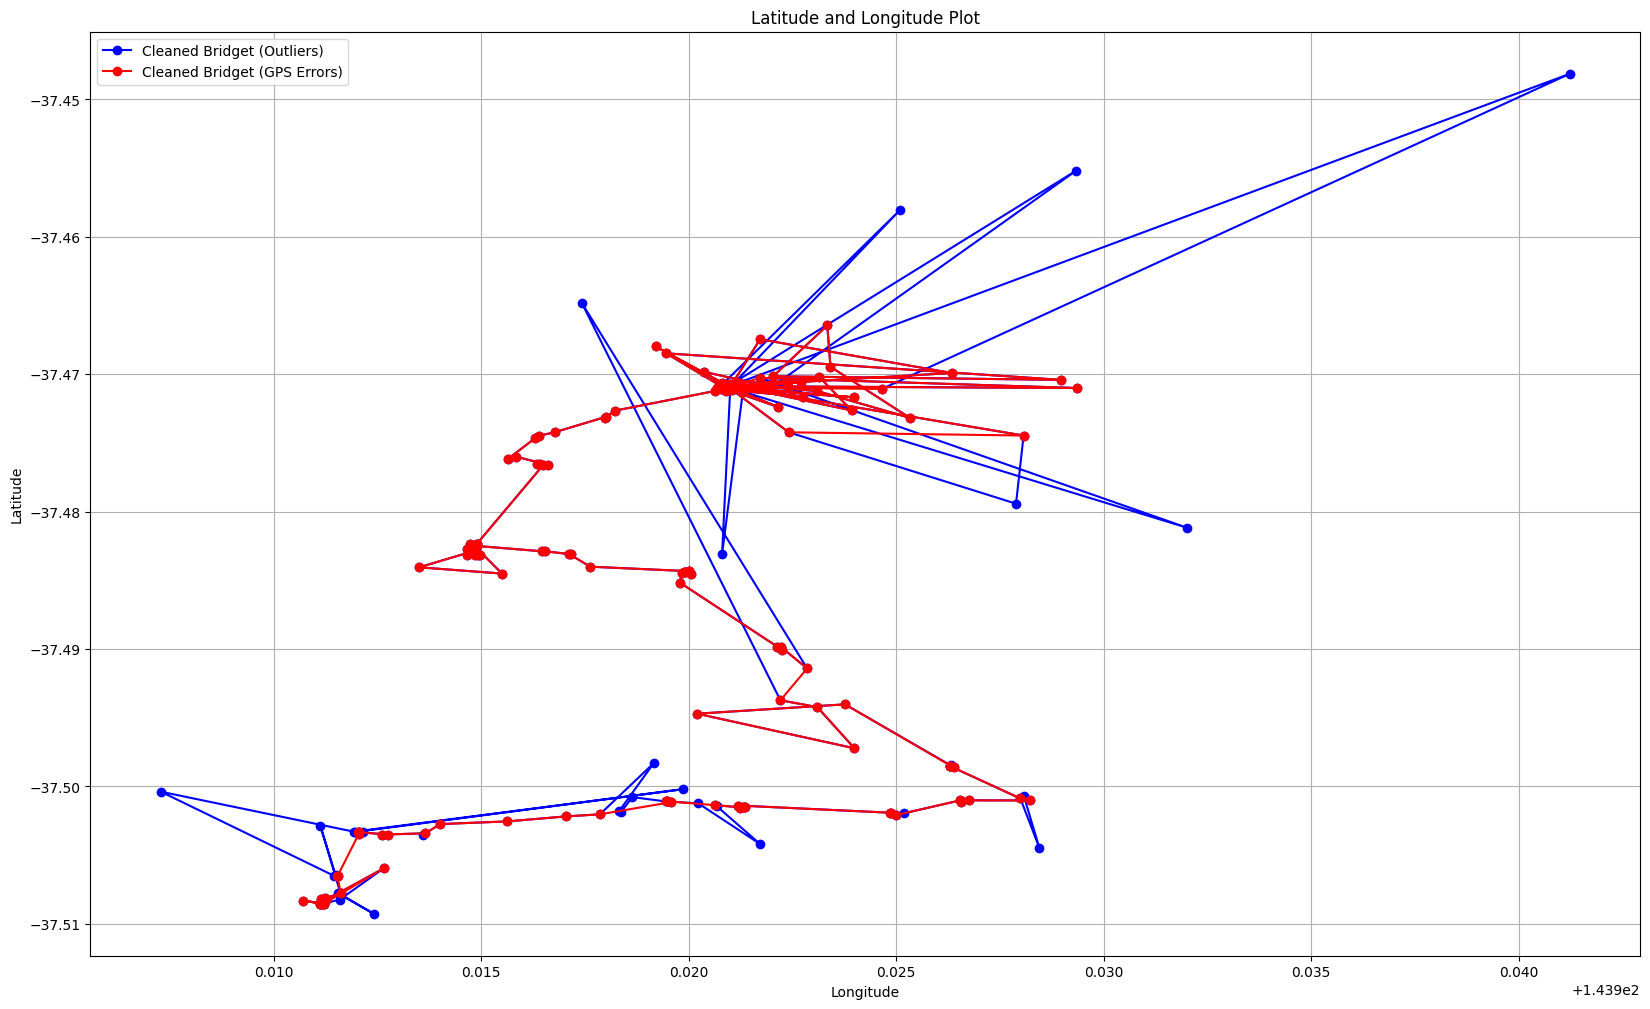 Latitude and Longitude Plot
Cleaned Bridget (Outliers)
Cleaned Bridget (GPS Errors)
Latitude
−37.45
−37.46
−37.47
−37.48
−37.49
−37.50
−37.51
0.010 0.015 0.020 0.025 0.030 0.035 0.040
Longitude
+1.439e2